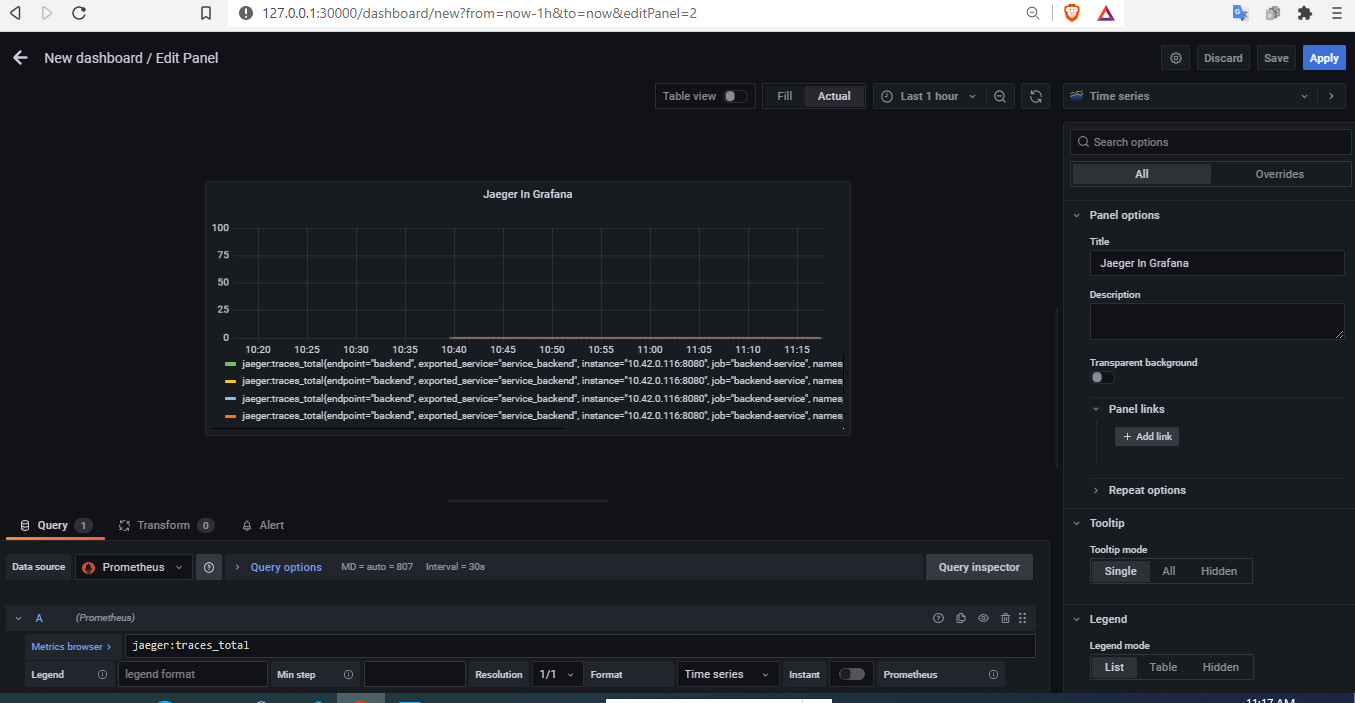 127.0.0.1:30000/dashboard/new?from=now-1h&to=now&editPanel=2
New dashboard / Edit Panel
Discard Save Apply
Table view Fill Actual Last 1 hour Time series
Search options
All Overrides
Jaeger In Grafana
100
75
50
25
0
10:20 10:25 10:30 10:35 10:40 10:45 10:50 10:55 11:00 11:05 11:10 11:15
jaeger:traces_total{endpoint="backend", exported_service="service_backend", instance="10.42.0.116:8080", job="backend-service", names
jaeger:traces_total{endpoint="backend", exported_service="service_backend", instance="10.42.0.116:8080", job="backend-service", names
jaeger:traces_total{endpoint="backend", exported_service="service_backend", instance="10.42.0.116:8080", job="backend-service", names
jaeger:traces_total{endpoint="backend", exported_service="service_backend", instance="10.42.0.116:8080", job="backend-service", names
Panel options
Title
Jaeger In Grafana
Description
Transparent background
Panel links
+ Add link
Repeat options
Tooltip
Tooltip mode
Single All Hidden
Legend
Legend mode
List Table Hidden
Query 1 Transform 0 Alert
Data source Prometheus Query options MD = auto = 807 Interval = 30s Query inspector
A (Prometheus)
Metrics browser > jaeger:traces_total
Legend legend format Min step Resolution 1/1 Format Time series Instant Prometheus
11:17 AM